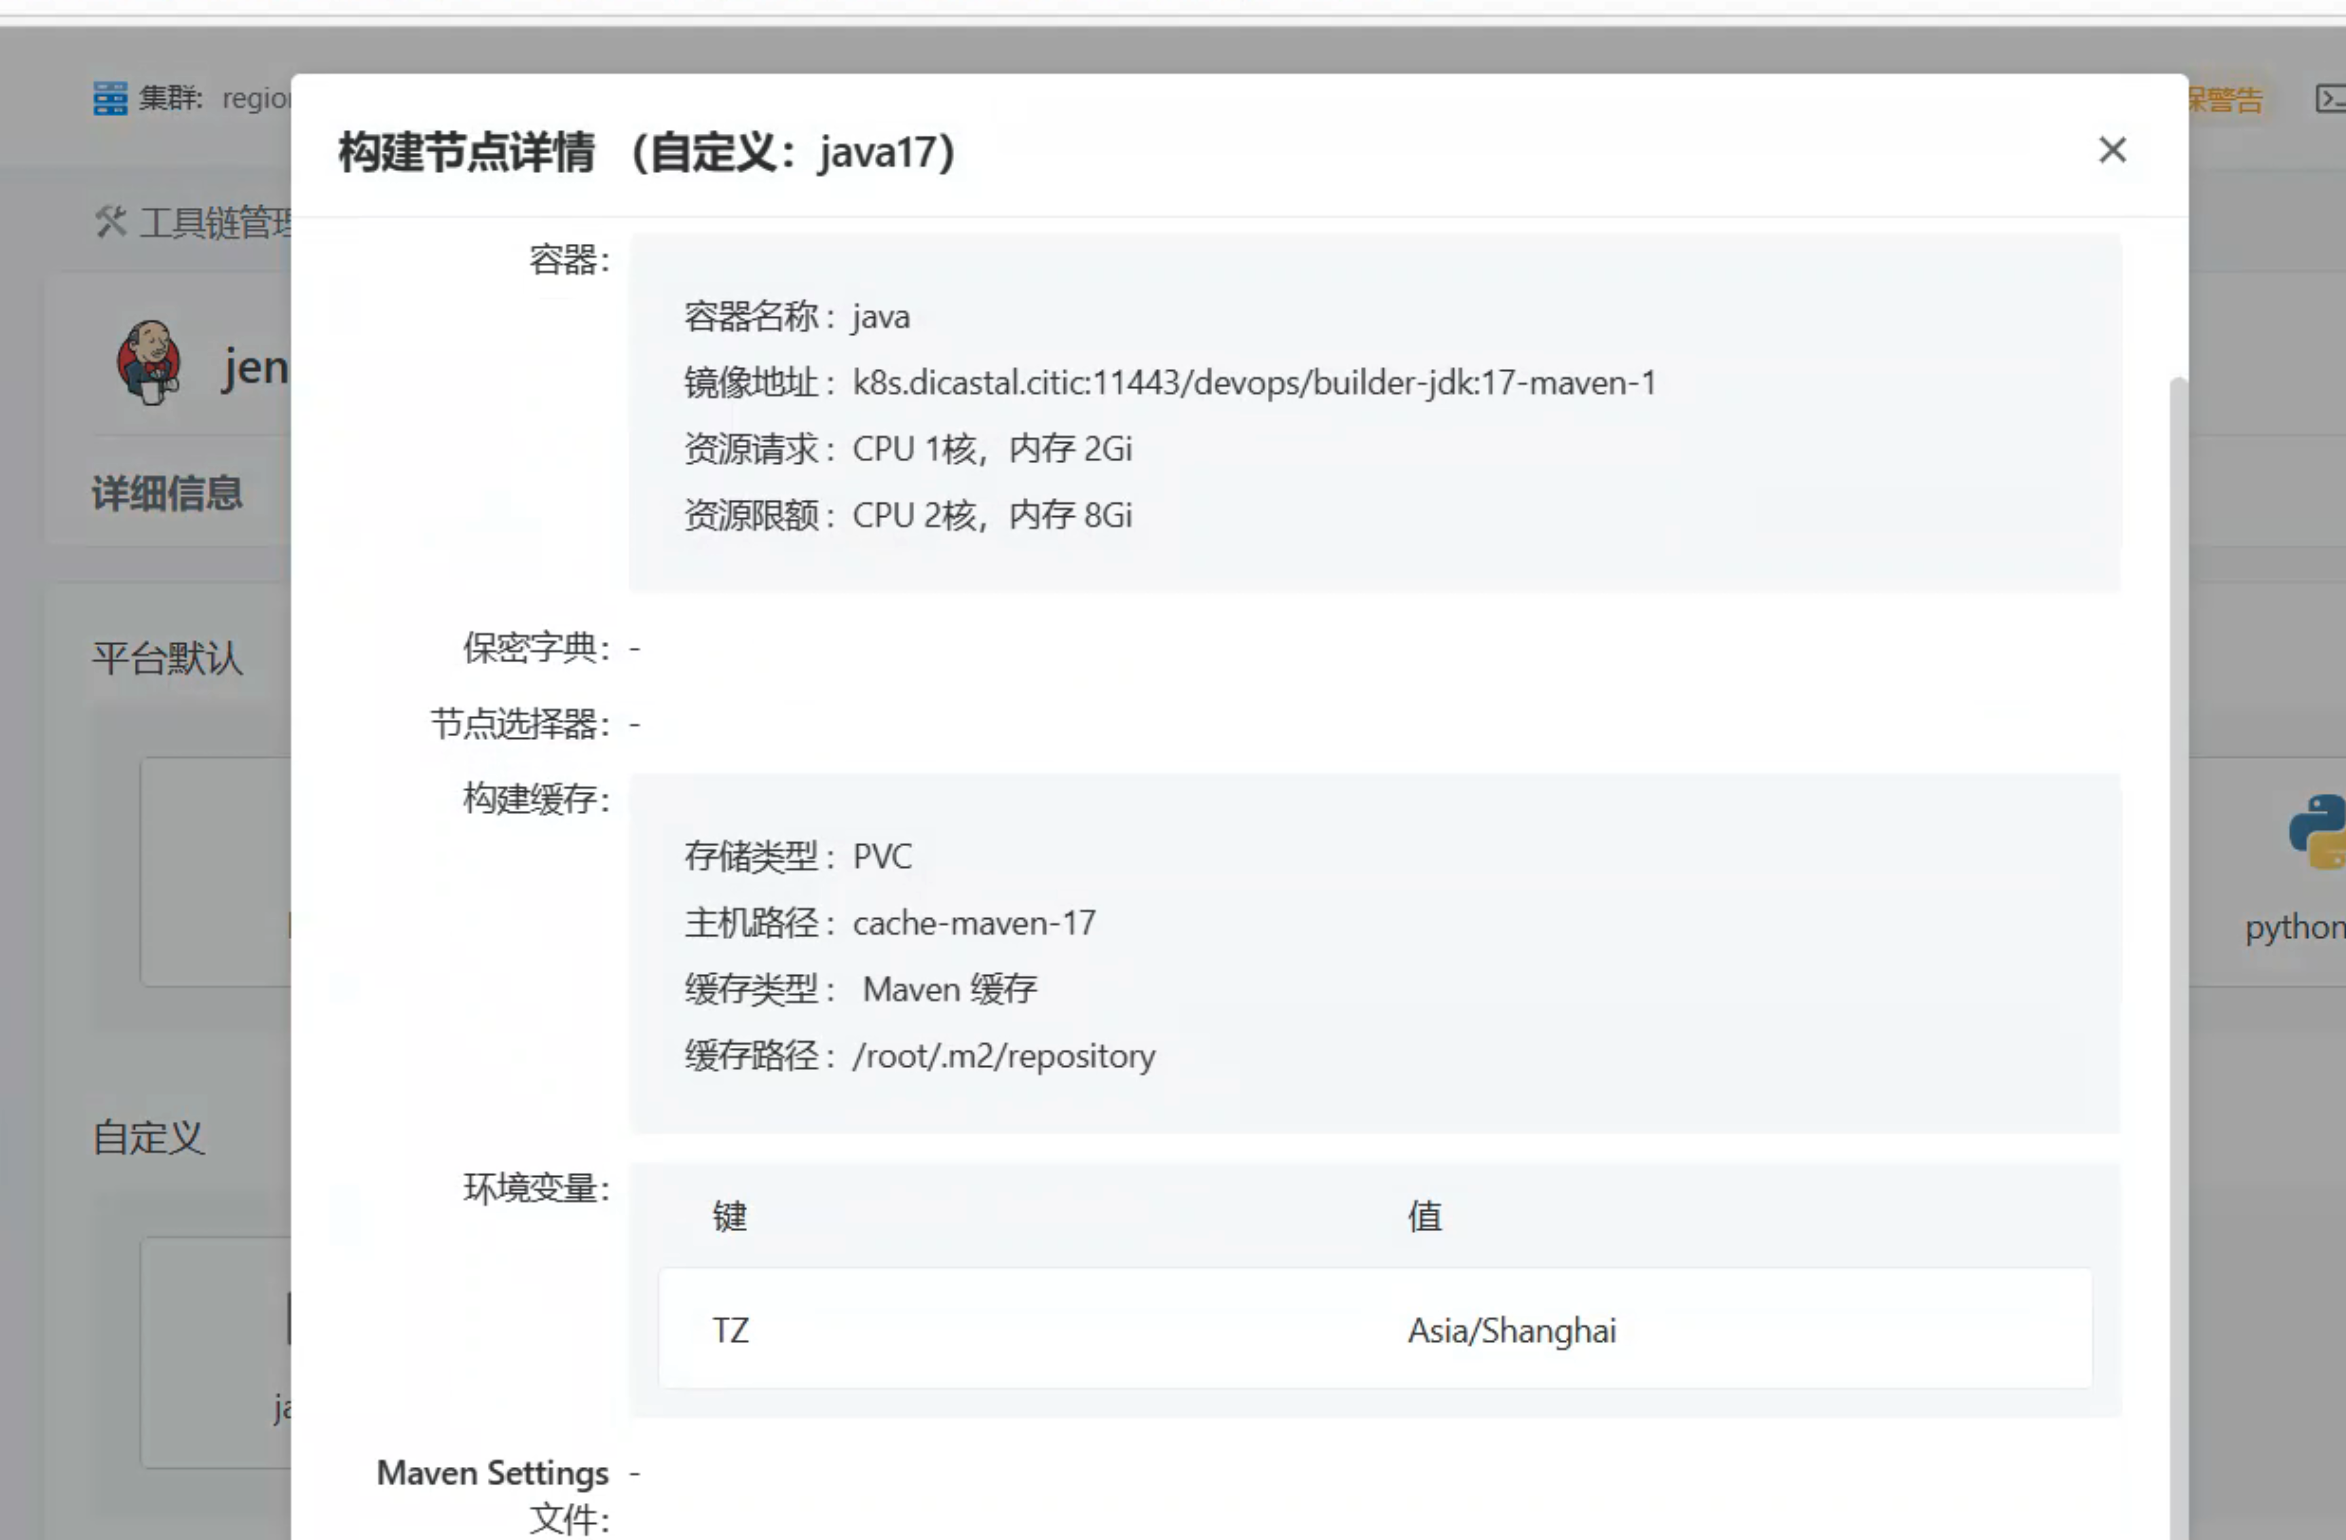 集群: region
保警告
构建节点详情 （自定义：java17）
工具链管理
jen
详细信息
容器:
容器名称 : java
镜像地址 : k8s.dicastal.citic:11443/devops/builder-jdk:17-maven-1
资源请求 : CPU 1核，内存 2Gi
资源限额 : CPU 2核，内存 8Gi
保密字典: -
平台默认
节点选择器: -
构建缓存:
存储类型 : PVC
主机路径 : cache-maven-17
缓存类型 : Maven 缓存
缓存路径 : /root/.m2/repository
python
自定义
环境变量:
键 值
TZ Asia/Shanghai
ja
Maven Settings -
文件: